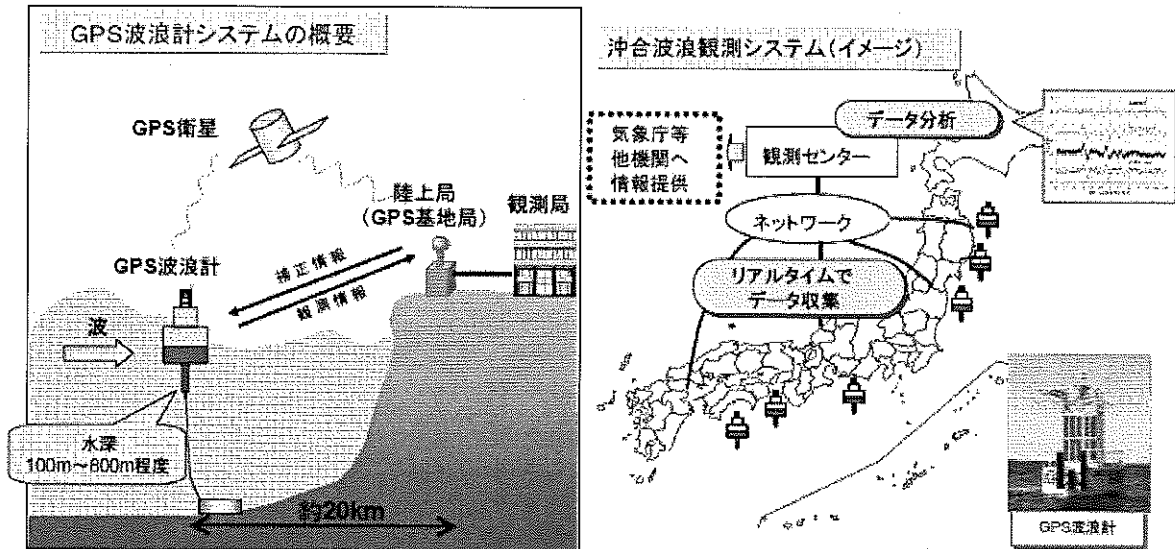 GPS波浪計システムの概要
GPS衛星
陸上局
(GPS基地局)
観測局
GPS波浪計
補正情報
観測情報
波
水深
100m～800m程度
約20km
沖合波浪観測システム(イメージ)
データ分析
気象庁等
他機関へ
情報提供
観測センター
ネットワーク
リアルタイムで
データ収集
GPS波浪計